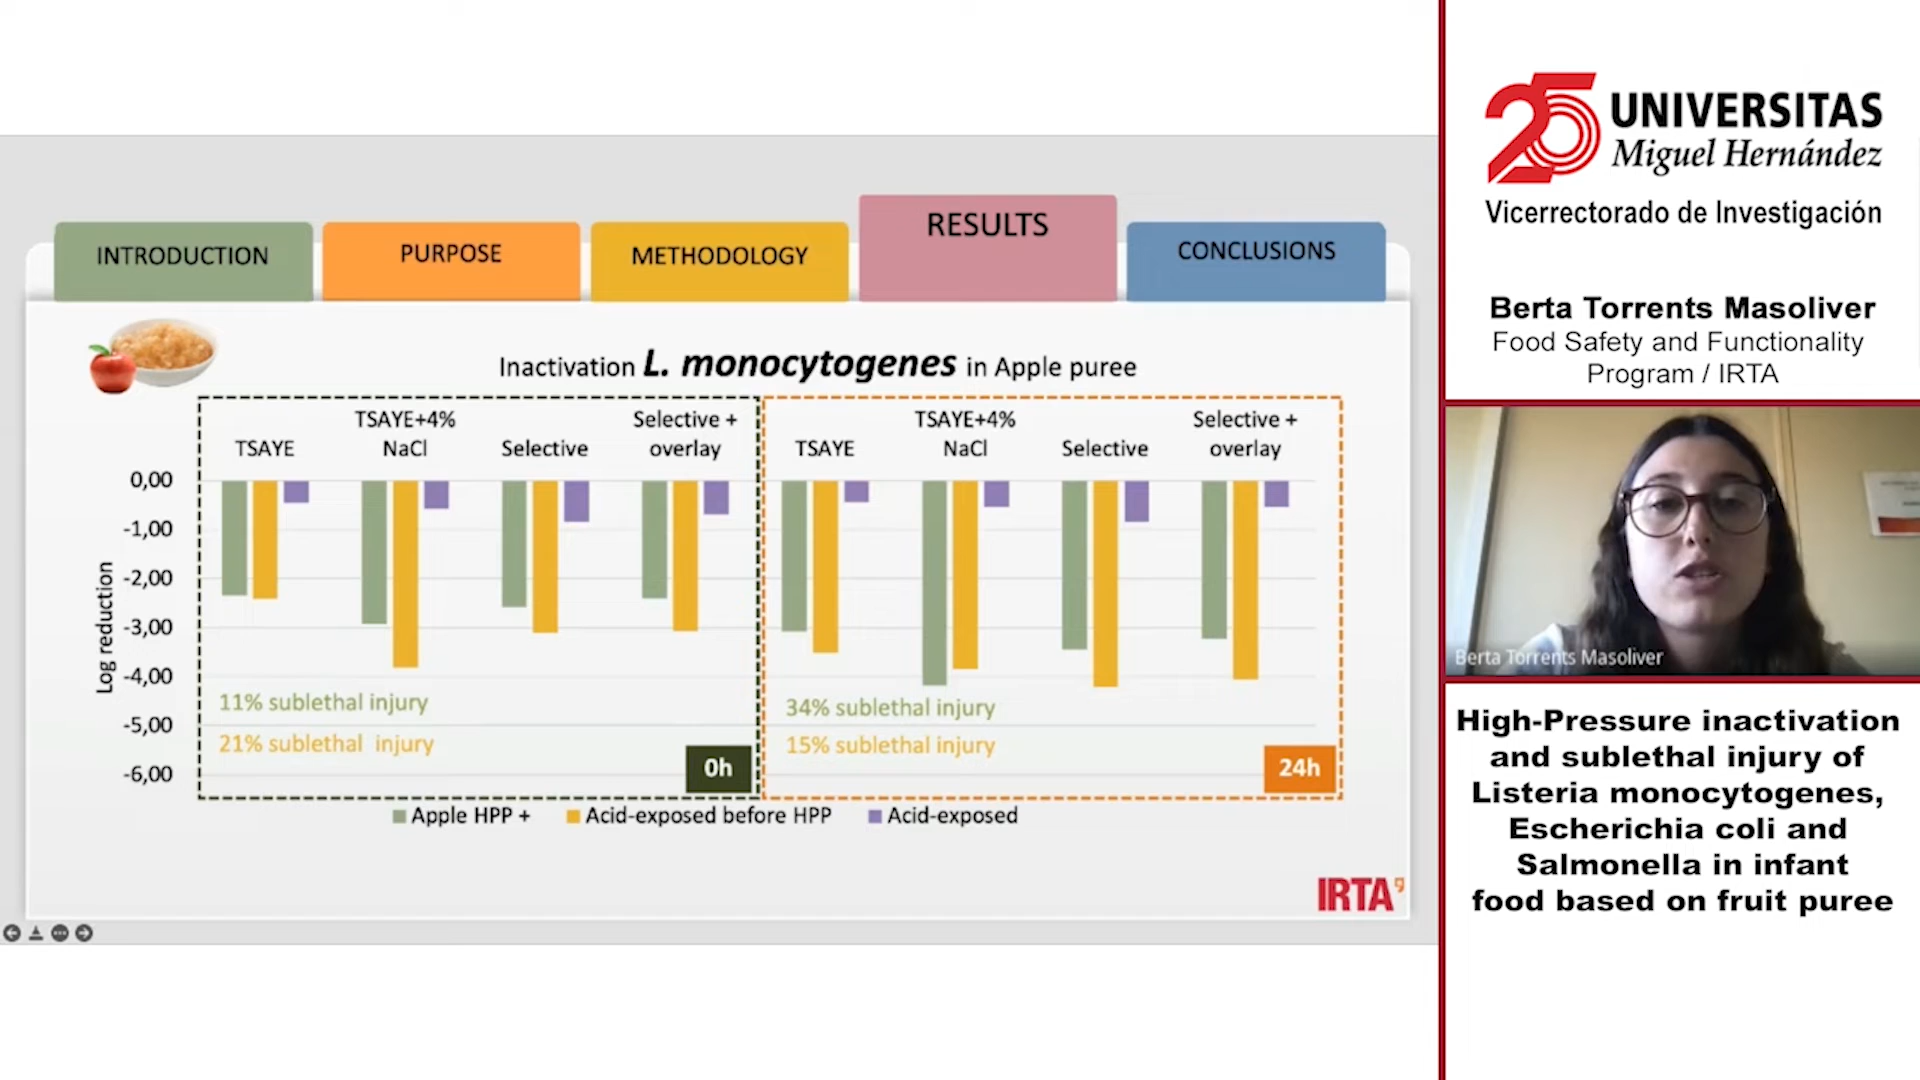 INTRODUCTION
PURPOSE
METHODOLOGY
RESULTS
CONCLUSIONS
Inactivation L. monocytogenes in Apple puree
TSAYE
TSAYE+4%
NaCl
Selective
Selective +
overlay
TSAYE
TSAYE+4%
NaCl
Selective
Selective +
overlay
Log reduction
0,00
-1,00
-2,00
-3,00
-4,00
-5,00
-6,00
11% sublethal injury
21% sublethal injury
0h
34% sublethal injury
15% sublethal injury
24h
Apple HPP +
Acid-exposed before HPP
Acid-exposed
IRTA
25 UNIVERSITAS
Miguel Hernández
Vicerrectorado de Investigación
Berta Torrents Masoliver
Food Safety and Functionality
Program / IRTA
Berta Torrents Masoliver
High-Pressure inactivation
and sublethal injury of
Listeria monocytogenes,
Escherichia coli and
Salmonella in infant
food based on fruit puree